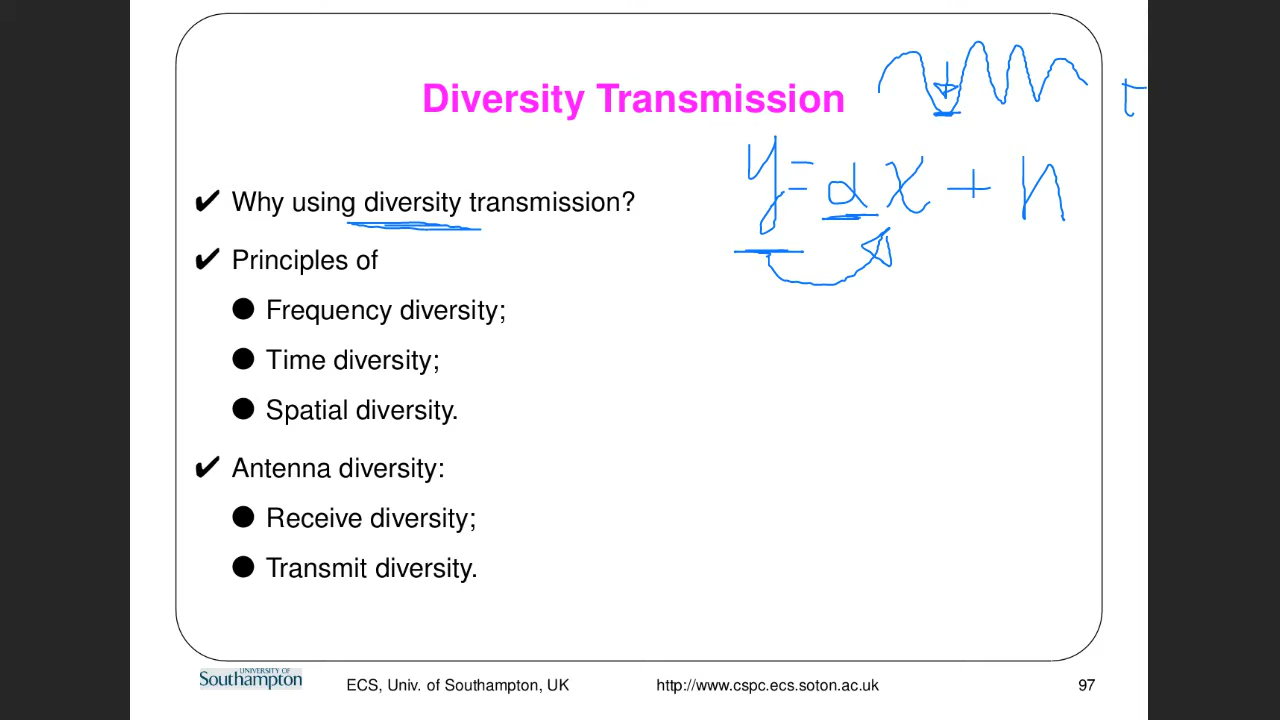 Diversity Transmission
t
y = α x + n
✔ Why using diversity transmission?
✔ Principles of
● Frequency diversity;
● Time diversity;
● Spatial diversity.
✔ Antenna diversity:
● Receive diversity;
● Transmit diversity.
UNIVERSITY OF
Southampton
ECS, Univ. of Southampton, UK http://www.cspc.ecs.soton.ac.uk 97